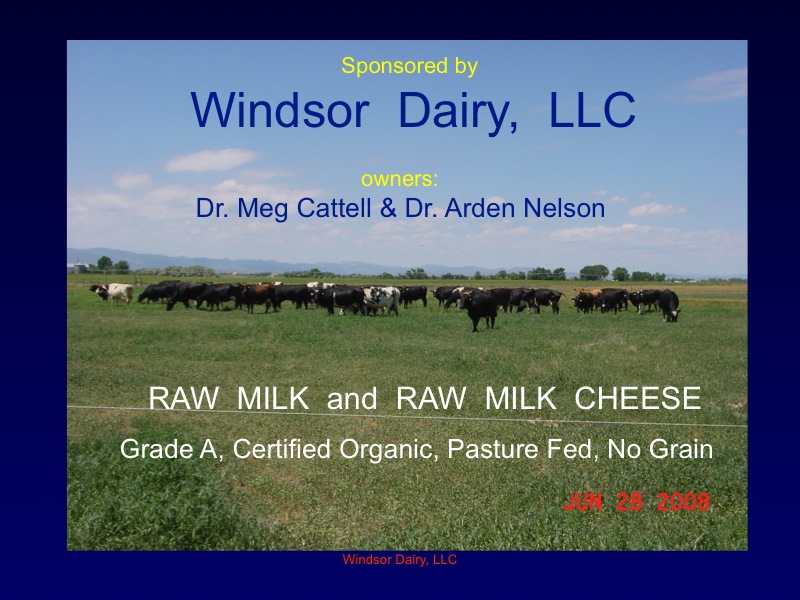 Sponsored by
Windsor Dairy, LLC
owners:
Dr. Meg Cattell & Dr. Arden Nelson
RAW MILK and RAW MILK CHEESE
Grade A, Certified Organic, Pasture Fed, No Grain
JUN 28 2008
Windsor Dairy, LLC